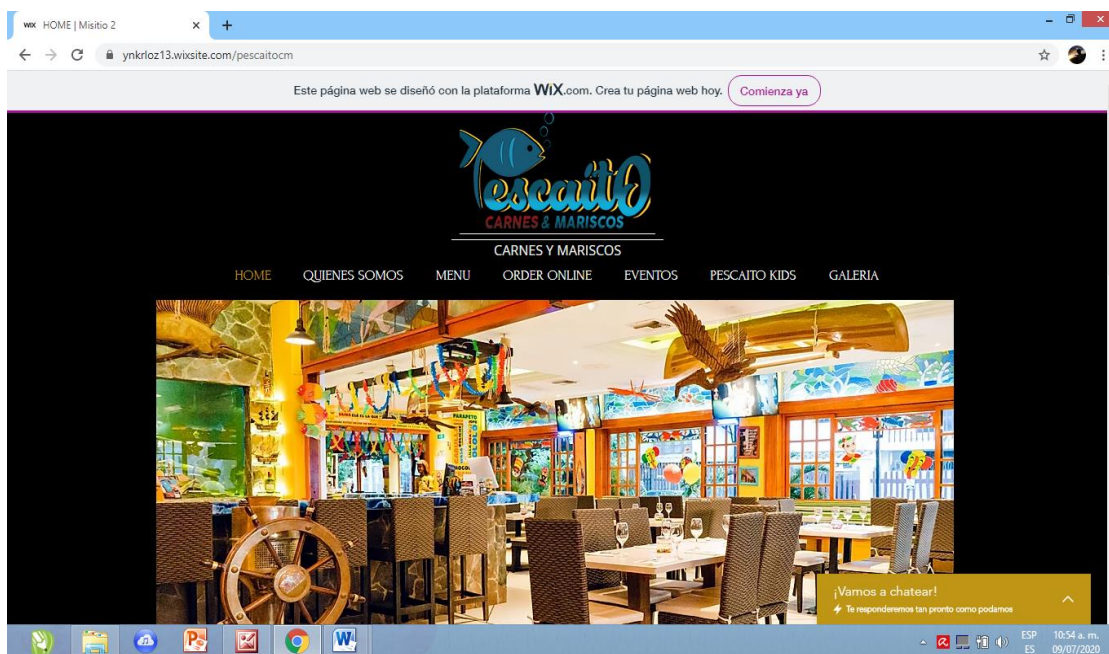 WiX HOME | Misitio 2
ynkrloz13.wixsite.com/pescaitocm
Este página web se diseñó con la plataforma WiX.com. Crea tu página web hoy. Comienza ya
Pescaito
CARNES & MARISCOS
CARNES Y MARISCOS
HOME QUIENES SOMOS MENU ORDER ONLINE EVENTOS PESCAITO KIDS GALERIA
PARAPETO
¡Vamos a chatear!
Te responderemos tan pronto como podamos
ESP 10:54 a. m.
ES 09/07/2020